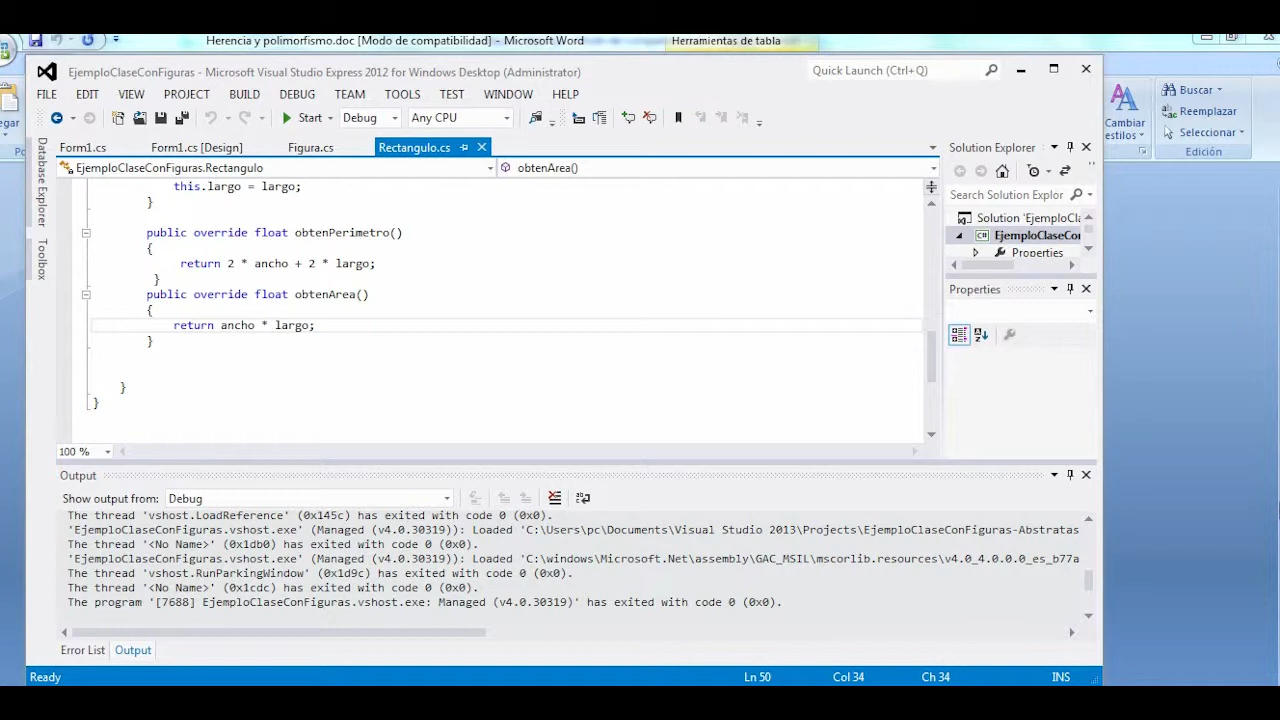 Herencia y polimorfismo.doc [Modo de compatibilidad] - Microsoft Word
Herramientas de tabla
EjemploClaseConFiguras - Microsoft Visual Studio Express 2012 for Windows Desktop (Administrator)
Quick Launch (Ctrl+Q)
FILE EDIT VIEW PROJECT BUILD DEBUG TEAM TOOLS TEST WINDOW HELP
Start Debug Any CPU
Buscar
Reemplazar
Seleccionar
Cambiar
estilos
Edición
egar
Database Explorer
Toolbox
Form1.cs Form1.cs [Design] Figura.cs Rectangulo.cs
EjemploClaseConFiguras.Rectangulo obtenArea()
this.largo = largo;
}
public override float obtenPerimetro()
{
return 2 * ancho + 2 * largo;
}
public override float obtenArea()
{
return ancho * largo;
}
}
}
100 %
Solution Explorer
Search Solution Explor
Solution 'EjemploCla
C# EjemploClaseCo
Properties
Properties
Output
Show output from: Debug
The thread 'vshost.LoadReference' (0x145c) has exited with code 0 (0x0).
'EjemploClaseConFiguras.vshost.exe' (Managed (v4.0.30319)): Loaded 'C:\Users\pc\Documents\Visual Studio 2013\Projects\EjemploClaseConFiguras-Abstratas
The thread '<No Name>' (0x1db0) has exited with code 0 (0x0).
'EjemploClaseConFiguras.vshost.exe' (Managed (v4.0.30319)): Loaded 'C:\windows\Microsoft.Net\assembly\GAC_MSIL\mscorlib.resources\v4.0_4.0.0.0_es_b77a
The thread 'vshost.RunParkingWindow' (0x1d9c) has exited with code 0 (0x0).
The thread '<No Name>' (0x1cdc) has exited with code 0 (0x0).
The program '[7688] EjemploClaseConFiguras.vshost.exe: Managed (v4.0.30319)' has exited with code 0 (0x0).
Error List Output
Ready Ln 50 Col 34 Ch 34 INS